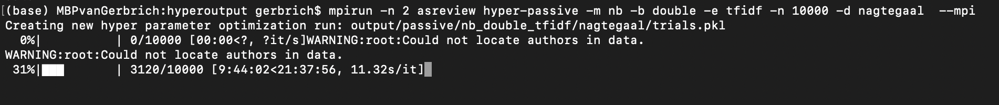 [(base) MBPvanGerbrich:hyperoutput gerbrich$ mpirun -n 2 asreview hyper-passive -m nb -b double -e tfidf -n 10000 -d nagtegaal  --mpi
Creating new hyper parameter optimization run: output/passive/nb_double_tfidf/nagtegaal/trials.pkl
  0%|          | 0/10000 [00:00<?, ?it/s]WARNING:root:Could not locate authors in data.
WARNING:root:Could not locate authors in data.
 31%|███       | 3120/10000 [9:44:02<21:37:56, 11.32s/it]